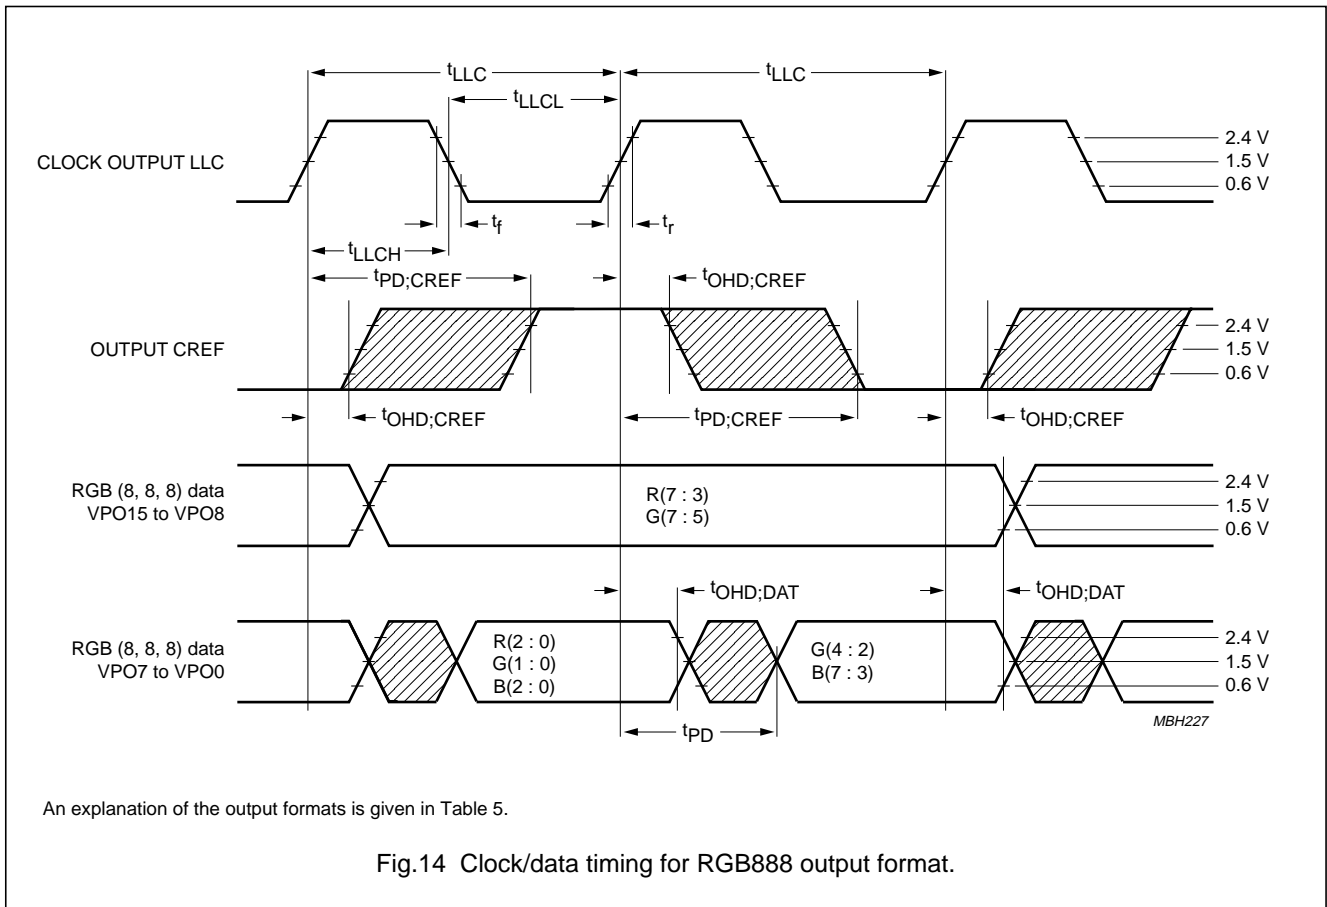 tLLC tLLC
tLLCL
CLOCK OUTPUT LLC
2.4 V
1.5 V
0.6 V
tf tr
tLLCH
tPD;CREF tOHD;CREF
OUTPUT CREF
2.4 V
1.5 V
0.6 V
tOHD;CREF tPD;CREF tOHD;CREF
RGB (8, 8, 8) data
VPO15 to VPO8
R(7 : 3)
G(7 : 5)
2.4 V
1.5 V
0.6 V
tOHD;DAT tOHD;DAT
RGB (8, 8, 8) data
VPO7 to VPO0
R(2 : 0)
G(1 : 0)
B(2 : 0)
G(4 : 2)
B(7 : 3)
2.4 V
1.5 V
0.6 V
MBH227
tPD
An explanation of the output formats is given in Table 5.
Fig.14 Clock/data timing for RGB888 output format.